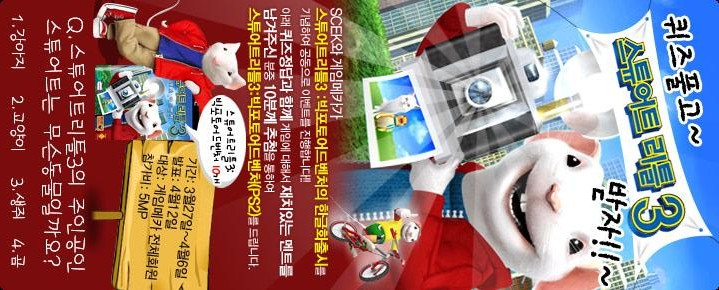 퀴즈풀고~
스튜어트 리틀 3
받자!!~
SCEK와 게임메카가
스튜어트리틀3 : 빅포토어드벤처의 한글화출시를
기념하여 공동으로 이벤트를 진행합니다!!
아래 퀴즈정답과 함께 게임에 대해서 재치있는 멘트를
남겨주신 분중 10분께 추첨을 통하여
스튜어트리틀3:빅포토어드벤처(PS2)를 드립니다.
스튜어트리틀3:
빅포토어드벤처 10개
기간: 3월27일~4월6일
발표: 4월12일
대상: 게임메카 전체회원
참가비: 5MP
Q.스튜어트리틀3의 주인공인
스튜어트는 무슨동물일까요?
1.강아지 2.고양이 3.생쥐 4.곰